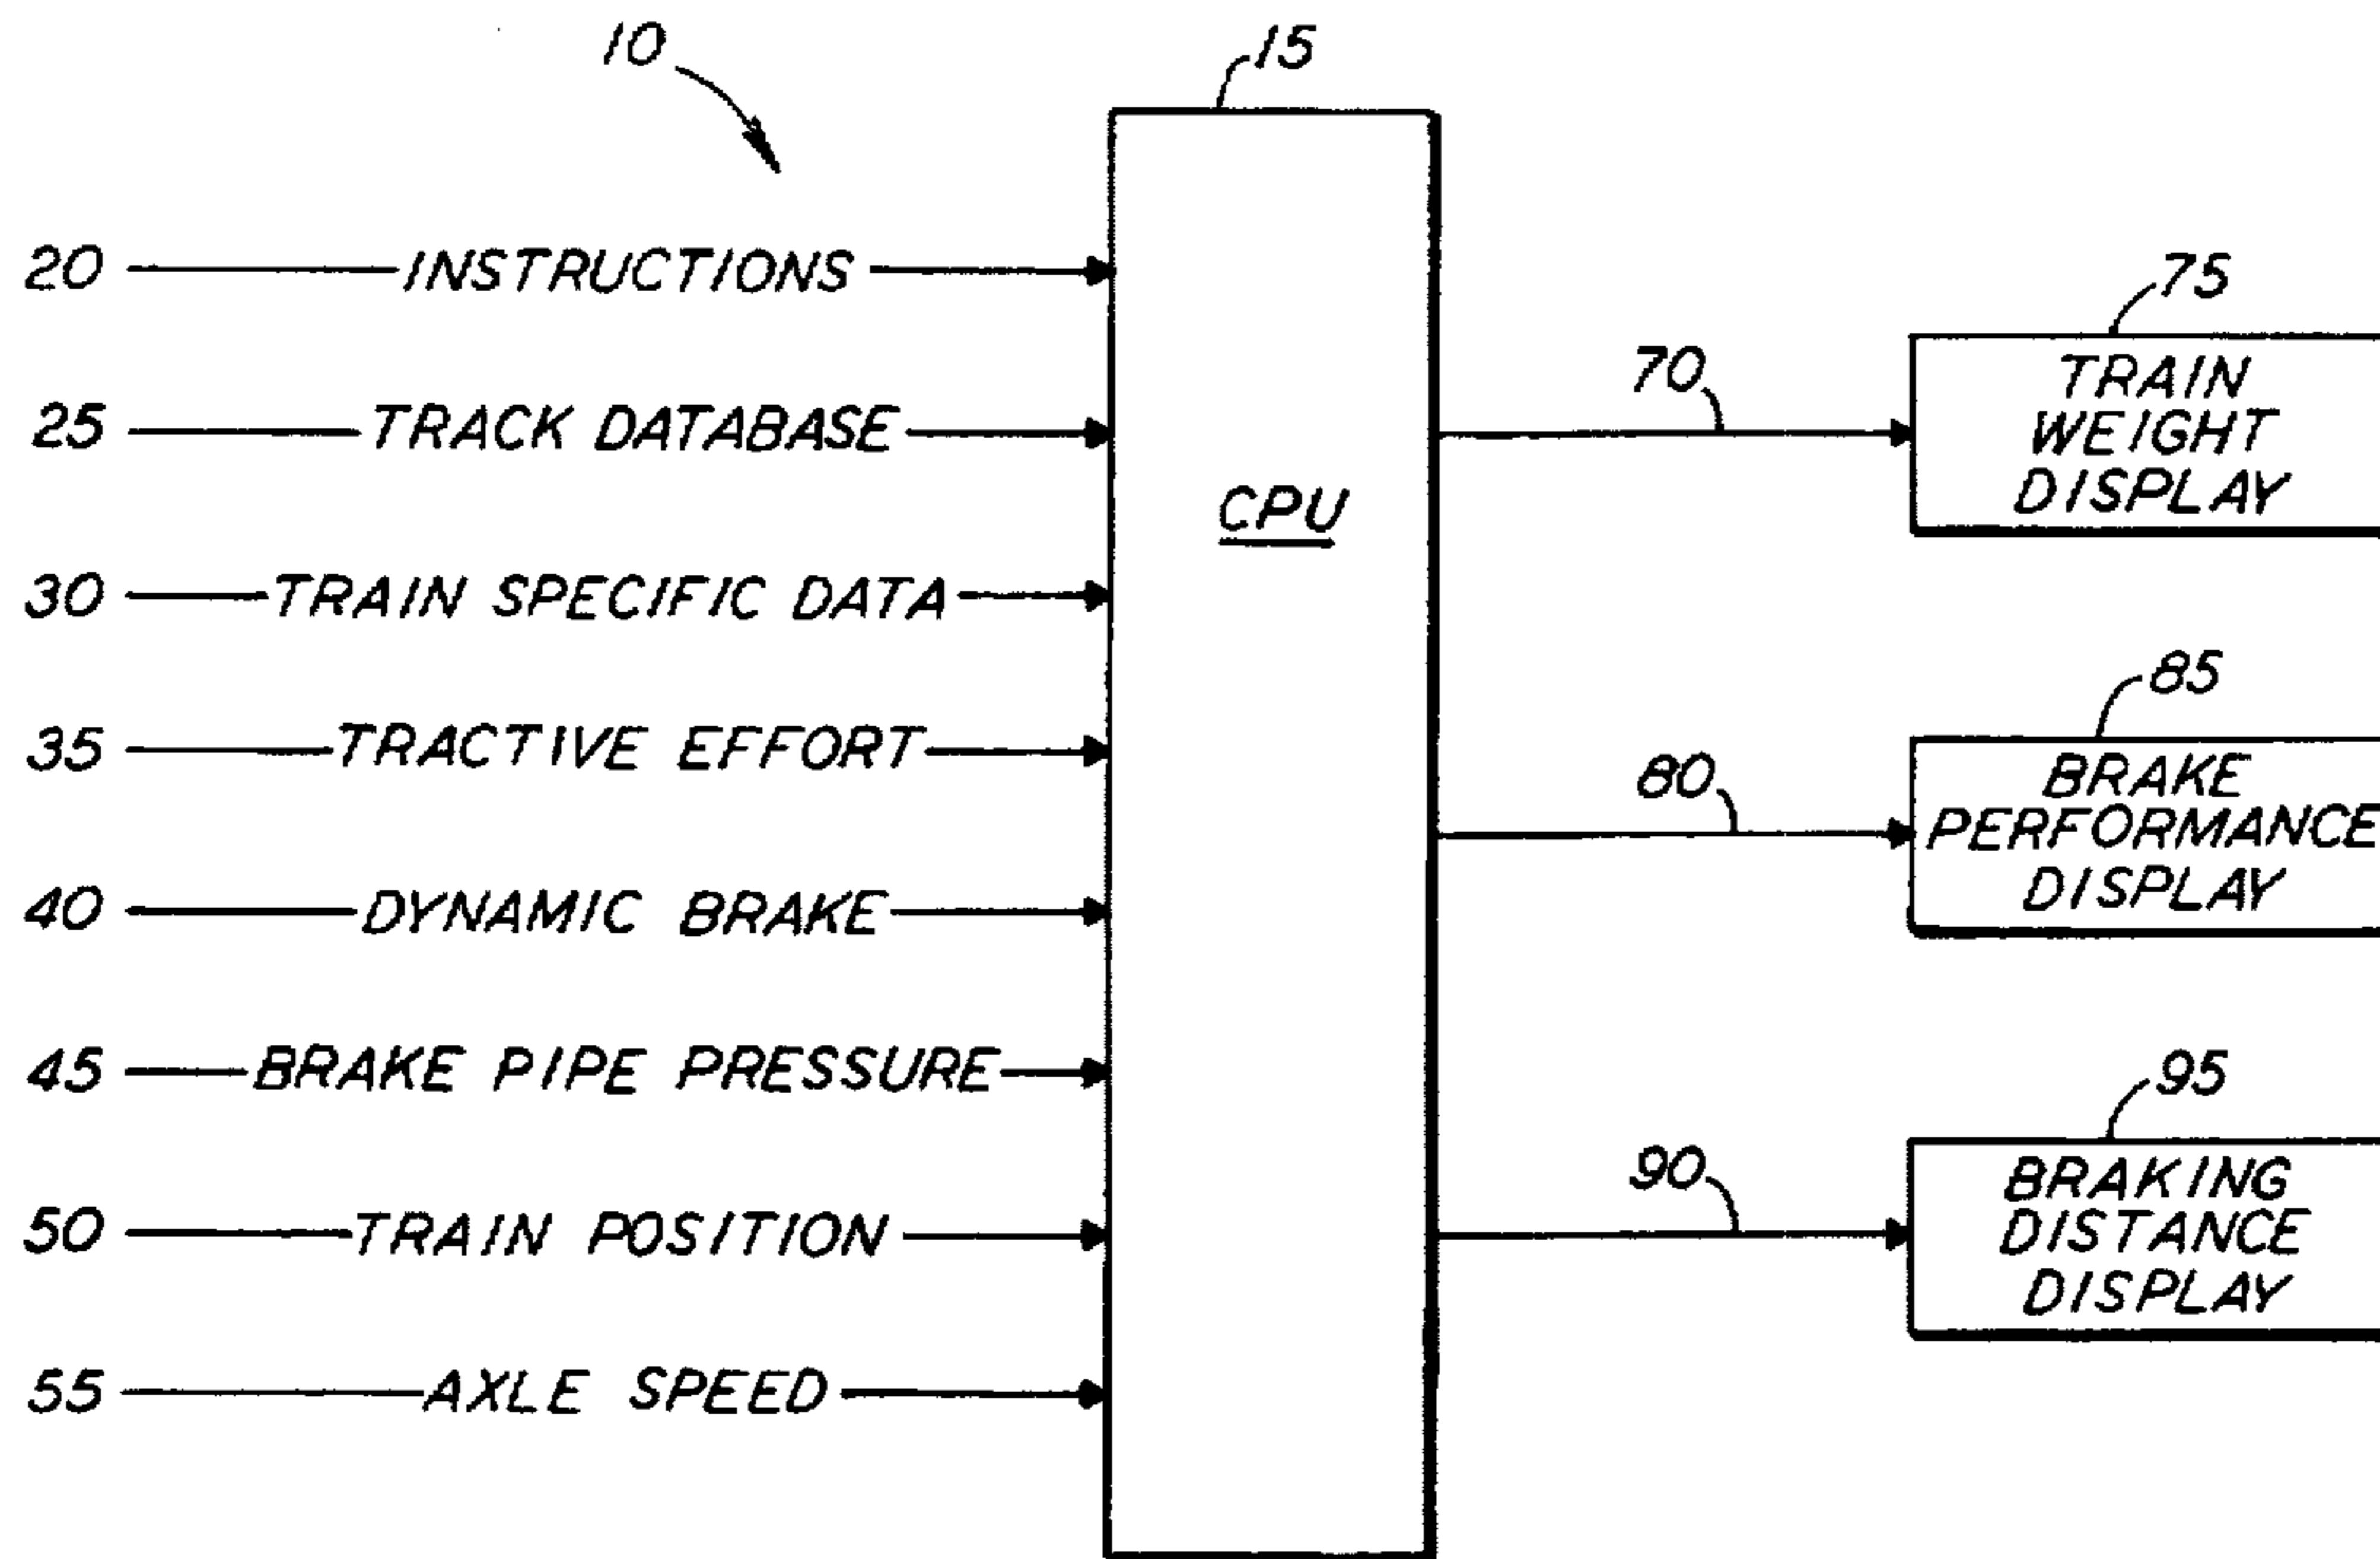 10
15
20 INSTRUCTIONS
25 TRACK DATABASE
30 TRAIN SPECIFIC DATA
35 TRACTIVE EFFORT
40 DYNAMIC BRAKE
45 BRAKE PIPE PRESSURE
50 TRAIN POSITION
55 AXLE SPEED
CPU
70
75
TRAIN
WEIGHT
DISPLAY
80
85
BRAKE
PERFORMANCE
DISPLAY
90
95
BRAKING
DISTANCE
DISPLAY